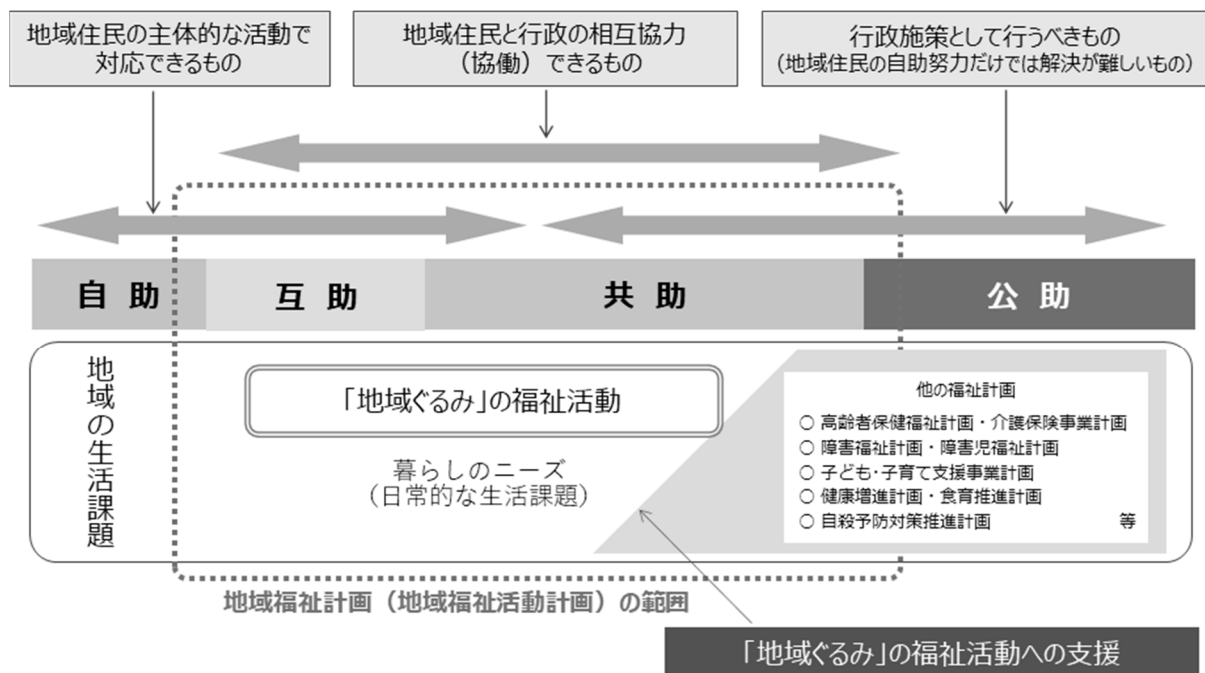 地域住民の主体的な活動で
対応できるもの
地域住民と行政の相互協力
（協働）できるもの
行政施策として行うべきもの
（地域住民の自助努力だけでは解決が難しいもの）
自 助
互 助
共 助
公 助
地域の生活課題
「地域ぐるみ」の福祉活動
暮らしのニーズ
（日常的な生活課題）
他の福祉計画
○ 高齢者保健福祉計画・介護保険事業計画
○ 障害福祉計画・障害児福祉計画
○ 子ども・子育て支援事業計画
○ 健康増進計画・食育推進計画
○ 自殺予防対策推進計画 等
地域福祉計画（地域福祉活動計画）の範囲
「地域ぐるみ」の福祉活動への支援